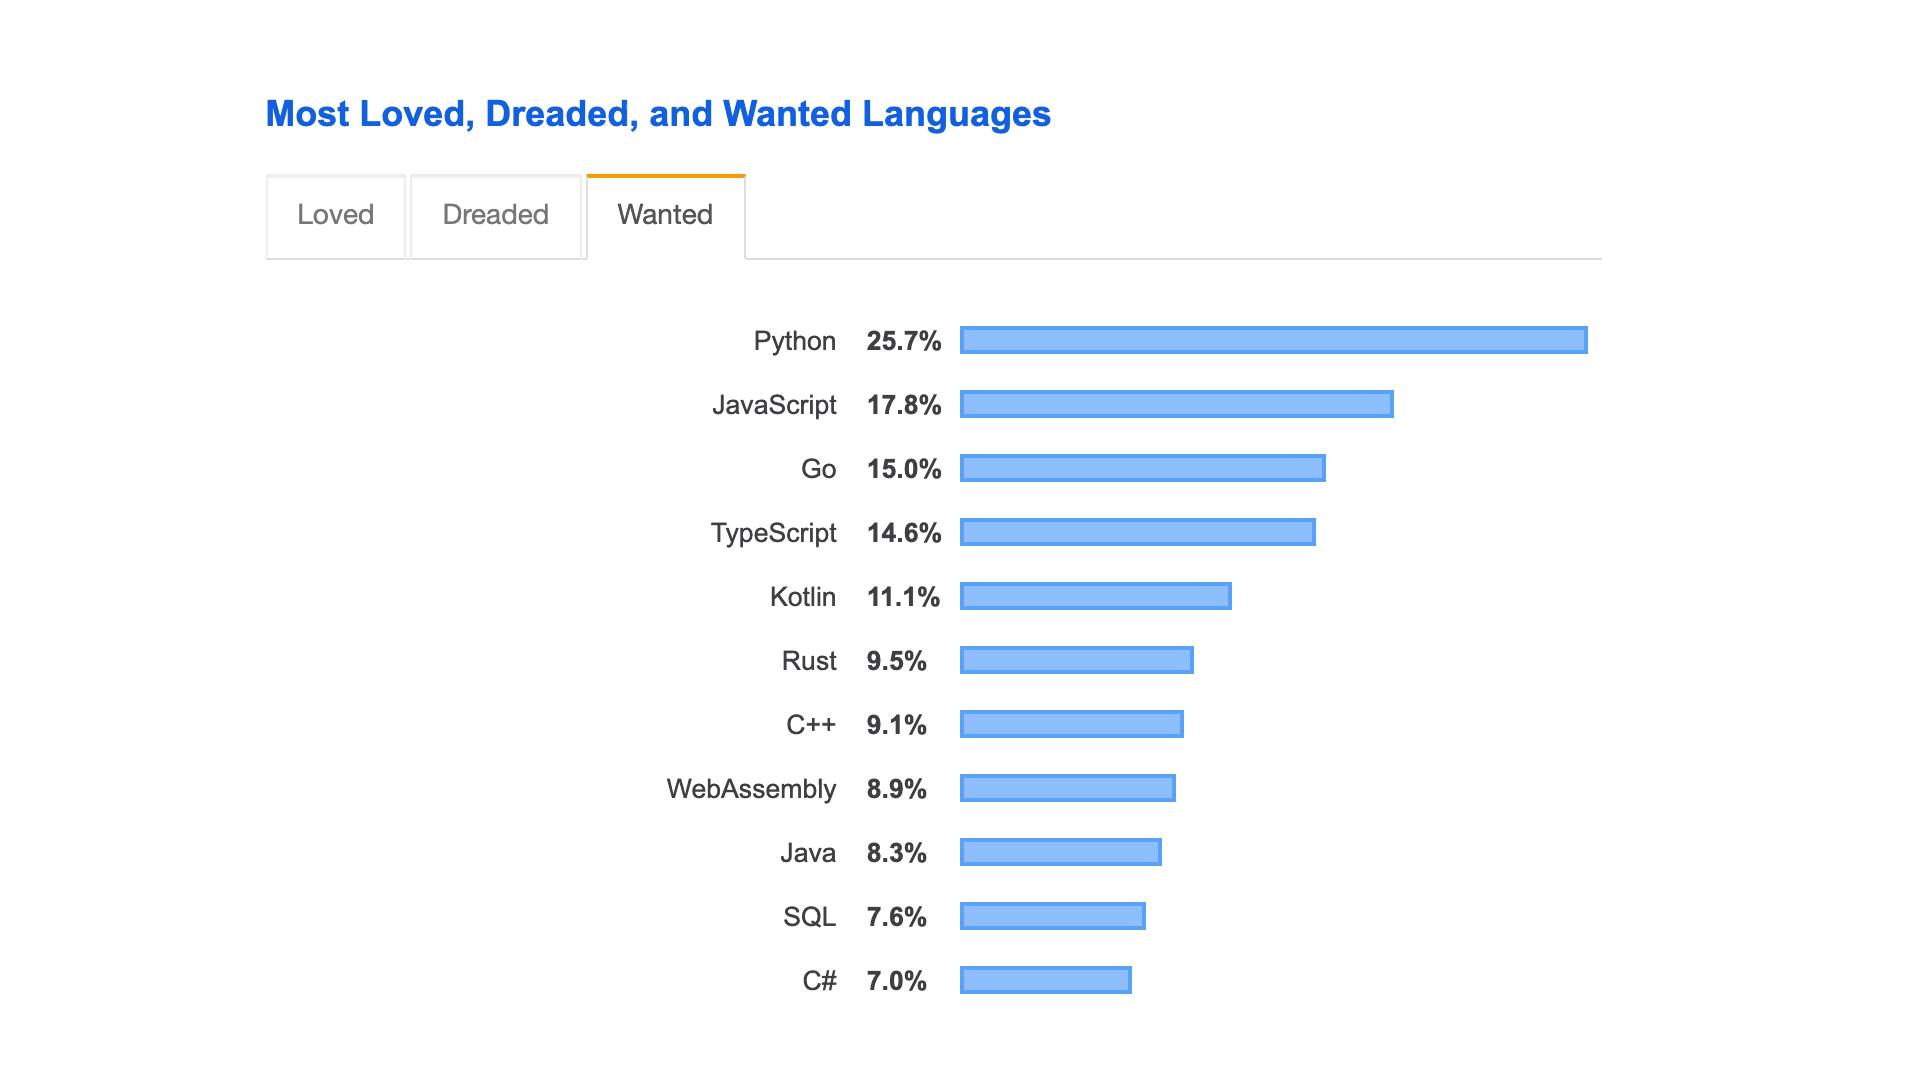 Most Loved, Dreaded, and Wanted Languages
Loved Dreaded Wanted
Python 25.7%
JavaScript 17.8%
Go 15.0%
TypeScript 14.6%
Kotlin 11.1%
Rust 9.5%
C++ 9.1%
WebAssembly 8.9%
Java 8.3%
SQL 7.6%
C# 7.0%